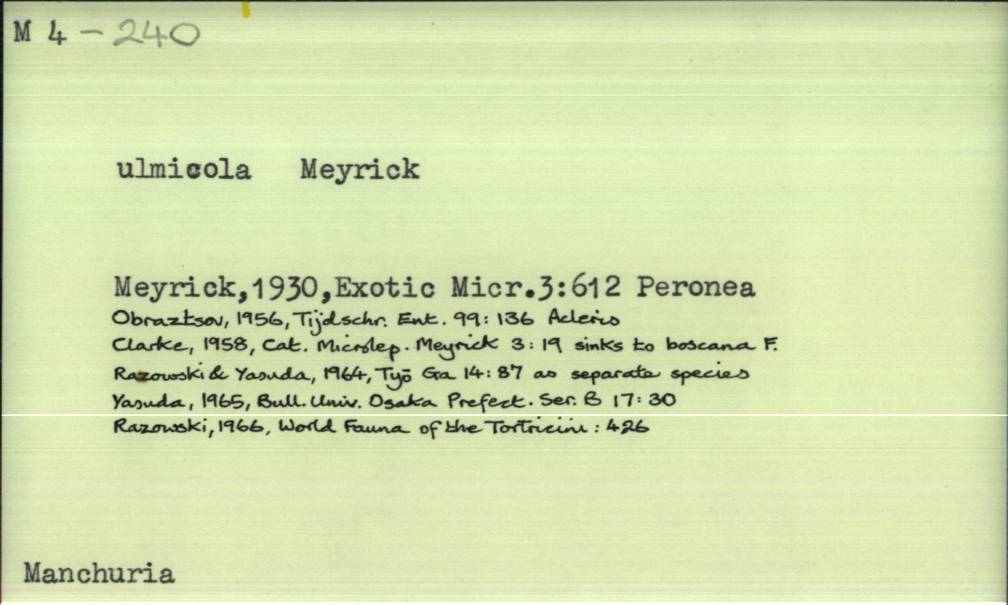 M 4 - 240
ulmicola Meyrick
Meyrick,1930,Exotic Micr.3:612 Peronea
Obraztsov, 1956, Tijdschr. Ent. 99: 136 Acleris
Clarke, 1958, Cat. Microlep. Meyrick 3: 19 sinks to boscana F.
Razowski & Yasuda, 1964, Tyō Ga 14: 87 as separate species
Yasuda, 1965, Bull. Univ. Osaka Prefect. Ser. B 17: 30
Razowski, 1966, World Fauna of the Tortricini: 426
Manchuria